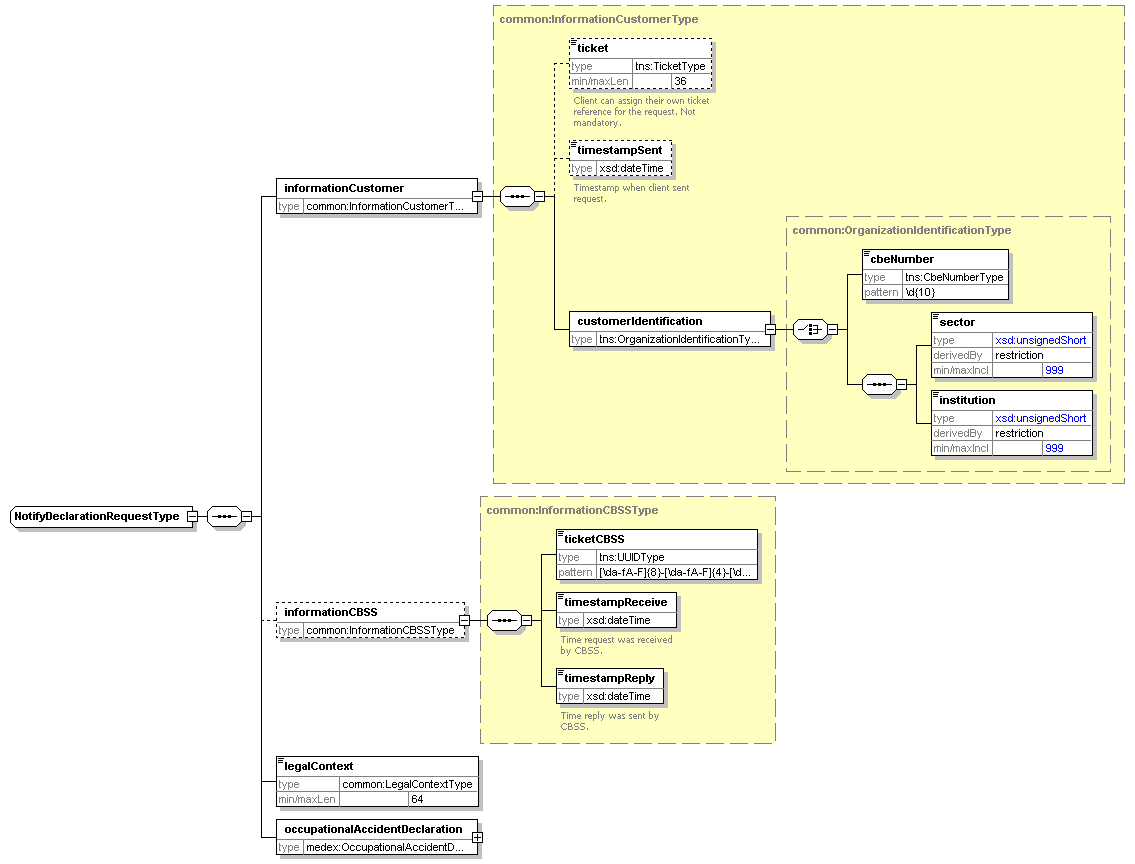 common:InformationCustomerType
ticket
type tns:TicketType
min/maxLen 36
Client can assign their own ticket
reference for the request. Not
mandatory.
timestampSent
type xsd:dateTime
Timestamp when client sent
request.
informationCustomer
type common:InformationCustomerT...
common:OrganizationIdentificationType
cbeNumber
type tns:CbeNumberType
pattern \d{10}
customerIdentification
type tns:OrganizationIdentificationTy...
sector
type xsd:unsignedShort
derivedBy restriction
min/maxIncl 999
institution
type xsd:unsignedShort
derivedBy restriction
min/maxIncl 999
NotifyDeclarationRequestType
common:InformationCBSSType
ticketCBSS
type tns:UUIDType
pattern [\da-fA-F]{8}-[\da-fA-F]{4}-[\d...
informationCBSS
type common:InformationCBSSType
timestampReceive
type xsd:dateTime
Time request was received
by CBSS.
timestampReply
type xsd:dateTime
Time reply was sent by
CBSS.
legalContext
type common:LegalContextType
min/maxLen 64
occupationalAccidentDeclaration
type medex:OccupationalAccidentD...